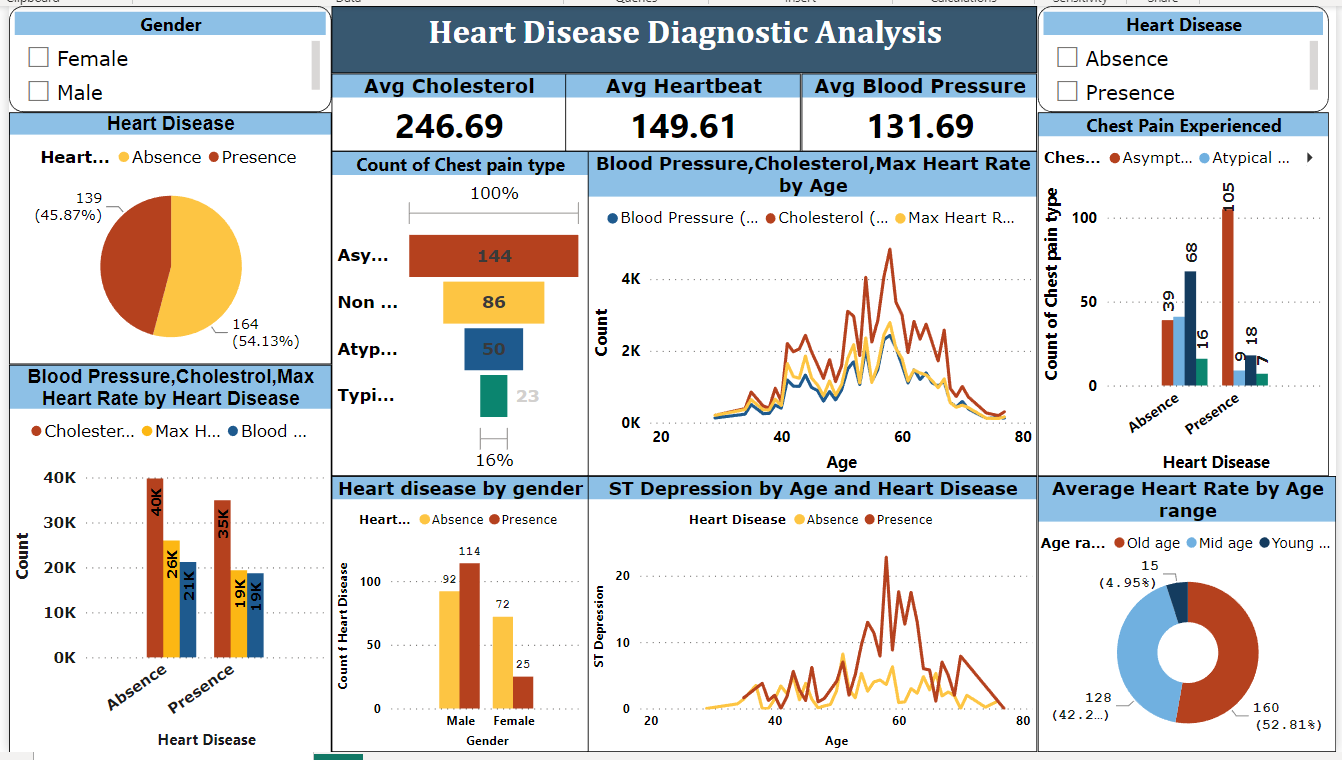 Gender
Female
Male
Heart Disease Diagnostic Analysis
Avg Cholesterol
246.69
Avg Heartbeat
149.61
Avg Blood Pressure
131.69
Heart Disease
Absence
Presence
Heart Disease
Heart... Absence Presence
139
(45.87%)
164
(54.13%)
Count of Chest pain type
100%
Asy...
144
Non ...
86
Atyp...
50
Typi...
23
16%
Blood Pressure,Cholesterol,Max Heart Rate
by Age
Blood Pressure (... Cholesterol (... Max Heart R...
Count
4K
2K
0K
20 40 60 80
Age
Chest Pain Experienced
Ches... Asympt... Atypical ...
Count of Chest pain type
100
50
0
39
68
16
105
9
18
7
Absence
Presence
Heart Disease
Blood Pressure,Cholestrol,Max
Heart Rate by Heart Disease
Cholester... Max H... Blood ...
Count
40K
30K
20K
10K
0K
40K
26K
21K
35K
19K
19K
Absence
Presence
Heart Disease
Heart disease by gender
Heart... Absence Presence
Count f Heart Disease
100
50
0
92
114
72
25
Male Female
Gender
ST Depression by Age and Heart Disease
Heart Disease Absence Presence
ST Depression
20
10
0
20 40 60 80
Age
Average Heart Rate by Age
range
Age ra... Old age Mid age Young ...
15
(4.95%)
128
(42.2...)
160
(52.81%)